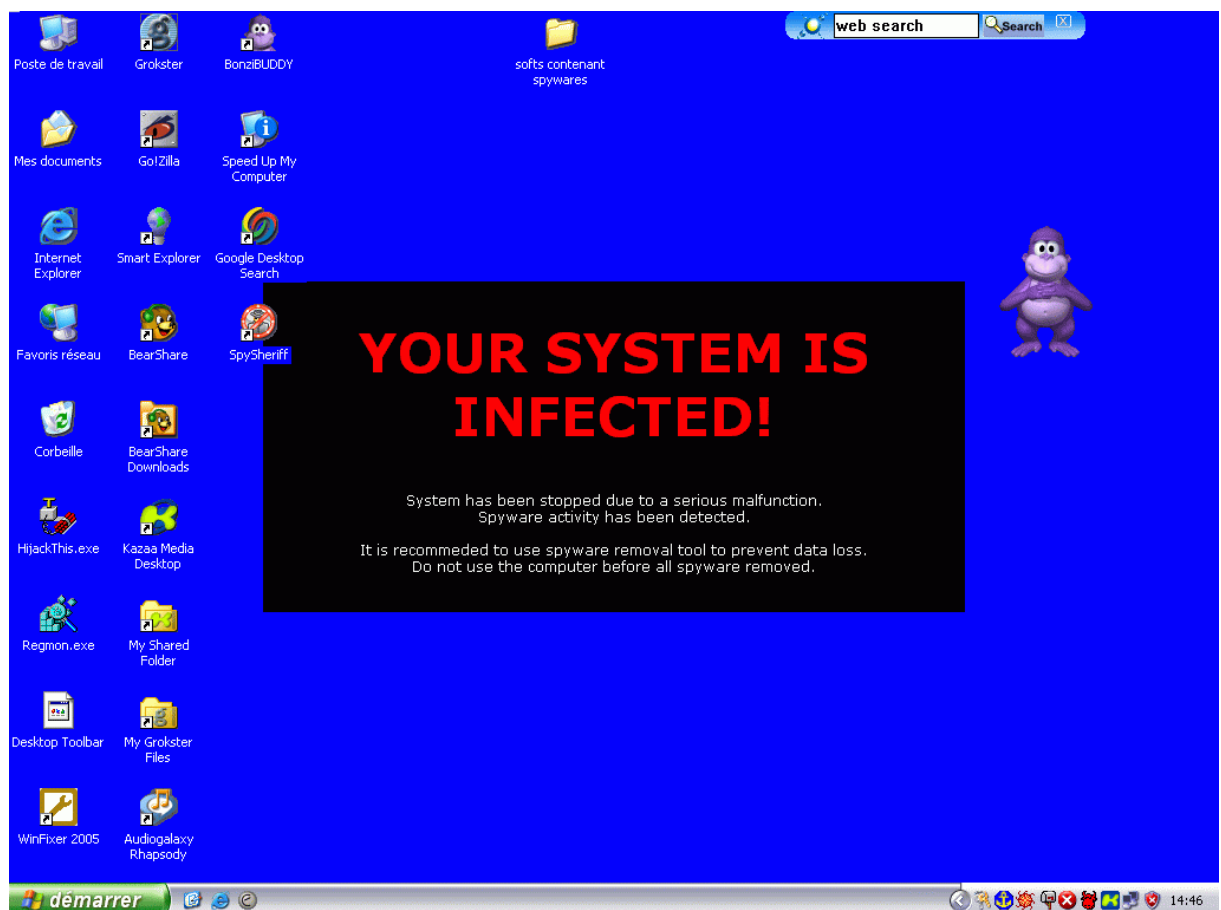 Poste de travail
Grokster
BonziBUDDY
softs contenant
spywares
web search
Search
Mes documents
Go!Zilla
Speed Up My
Computer
Internet
Explorer
Smart Explorer
Google Desktop
Search
Favoris réseau
BearShare
SpySheriff
YOUR SYSTEM IS
INFECTED!
System has been stopped due to a serious malfunction.
Spyware activity has been detected.
It is recommeded to use spyware removal tool to prevent data loss.
Do not use the computer before all spyware removed.
Corbeille
BearShare
Downloads
HijackThis.exe
Kazaa Media
Desktop
Regmon.exe
My Shared
Folder
Desktop Toolbar
My Grokster
Files
WinFixer 2005
Audiogalaxy
Rhapsody
démarrer
14:46